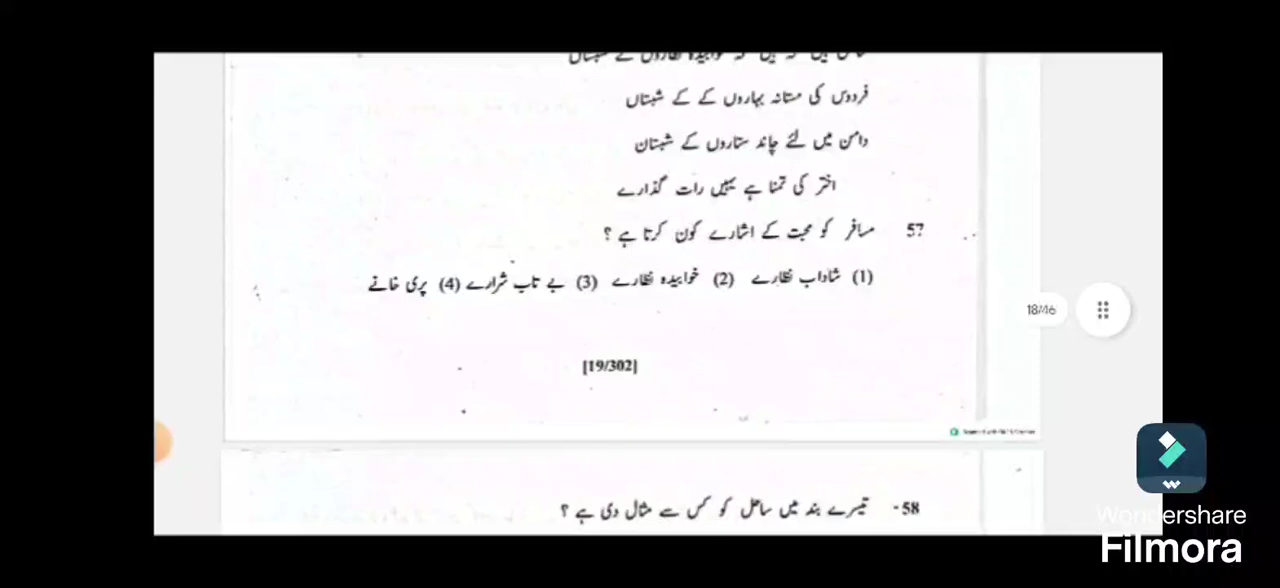 فردوس کی مستانہ بہاروں کے کے شبستاں
دامن میں لئے چاند ستاروں کے شبستان
اختر کی تمنا ہے یہیں رات گذارے
57 مسافر کو محبت کے اشارے کون کرتا ہے ؟
(1) شاداب نظارے (2) خوابیدہ نظارے (3) بے تاب شرارے (4) پری خانے
18/46
[19/302]
58- تیسرے بند میں ساحل کو کس سے مثال دی ہے ؟
Wondershare
Filmora